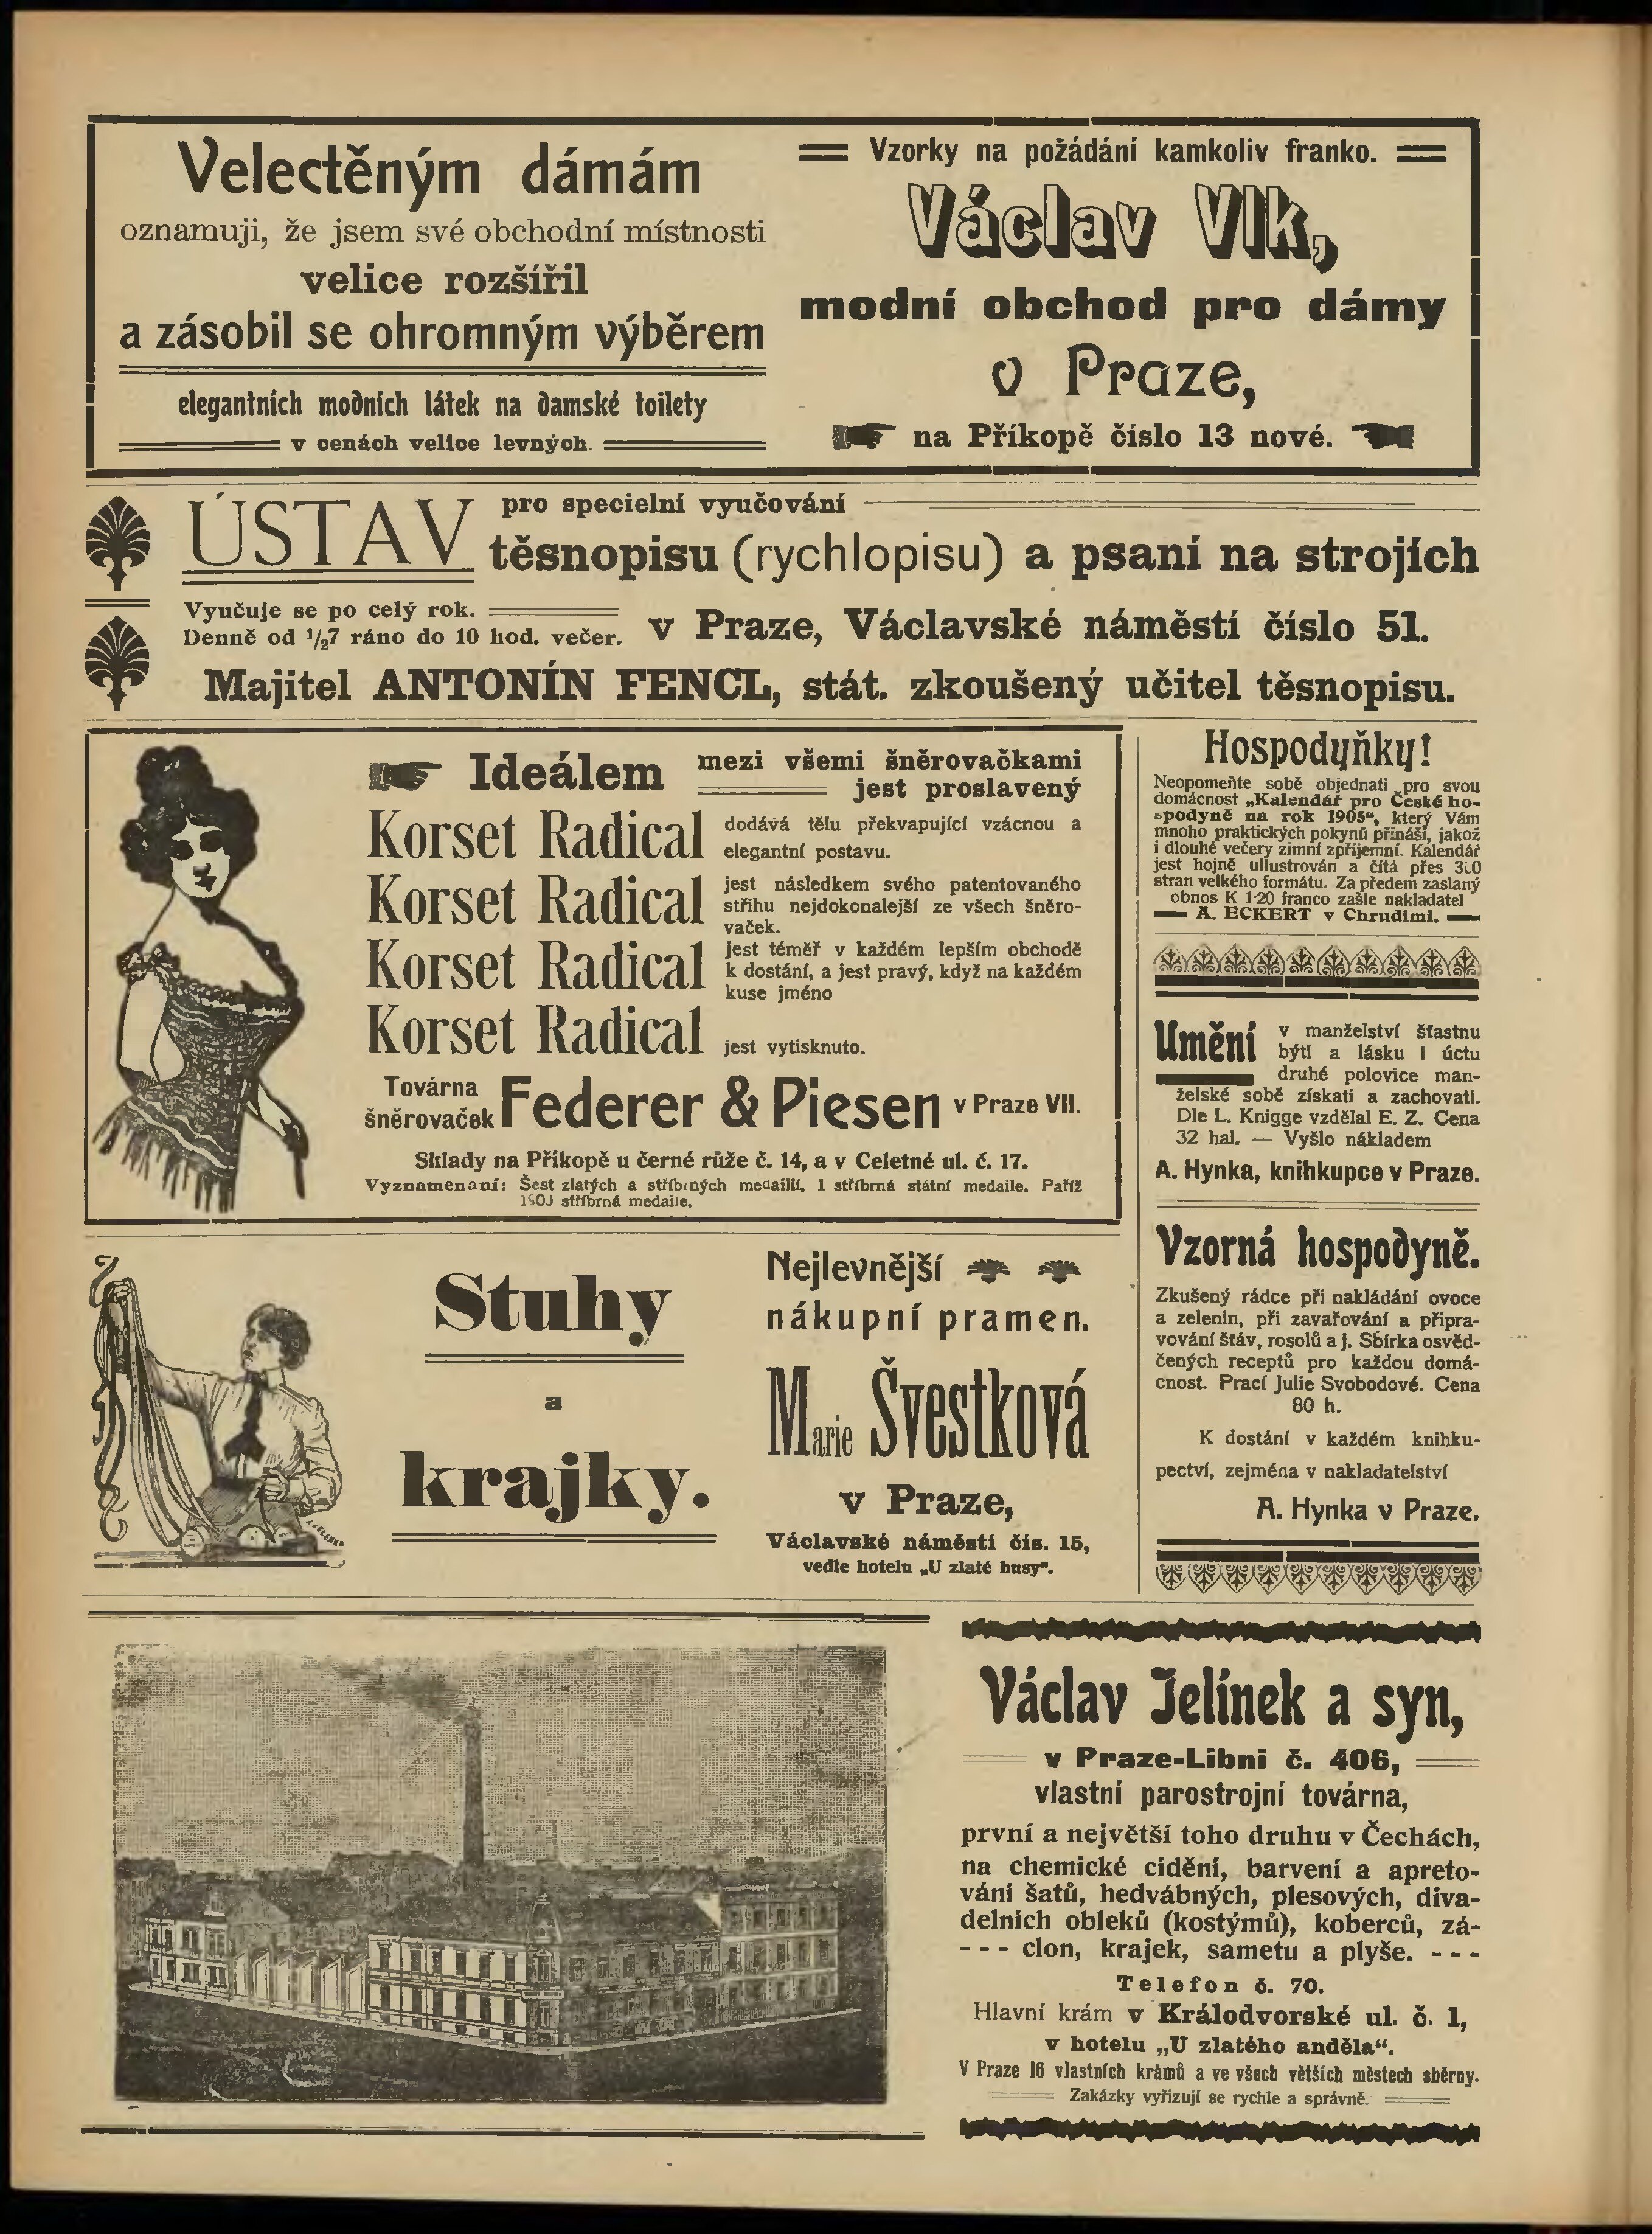 Velectěným dámám
oznamuji, že jsem své obchodní místnosti
velice rozšířil
a zásobil se ohromným výběrem
elegantních modních látek na damské toilety
v cenách velice levných.
Vzorky na požádání kamkoliv franko.
Václav Vlk,
modní obchod pro dámy
v Praze,
na Příkopě číslo 13 nové.
ÚSTAV pro specielní vyučování
těsnopisu (rychlopisu) a psaní na strojích
Vyučuje se po celý rok.
Denně od ½7 ráno do 10 hod. večer.
v Praze, Václavské náměstí číslo 51.
Majitel ANTONÍN FENCL, stát. zkoušený učitel těsnopisu.
Ideálem mezi všemi šněrovačkami
jest proslavený
Korset Radical dodává tělu překvapující vzácnou a
elegantní postavu.
Korset Radical jest následkem svého patentovaného
střihu nejdokonalejší ze všech šněro-
vaček.
Korset Radical jest téměř v každém lepším obchodě
k dostání, a jest pravý, když na každém
kuse jméno
Korset Radical jest vytisknuto.
Továrna
šněrovaček Federer & Piesen v Praze VII.
Sklady na Příkopě u černé růže č. 14, a v Celetné ul. č. 17.
Vyznamenaní: Šest zlatých a stříbrných medailií, 1 stříbrná státní medaile. Paříž
1900 stříbrná medaile.
Hospodyňky!
Neopomeňte sobě objednati pro svou
domácnost „Kalendář pro České ho-
spodyně na rok 1905“, který Vám
mnoho praktických pokynů přináší, jakož
i dlouhé večery zimní zpříjemní. Kalendář
jest hojně ullustrován a čítá přes
stran velkého formátu. Za předem zaslaný
obnos K 1·20 franco zašle nakladatel
A. ECKERT v Chrudimi.
Umění v manželství šťastnu
býti a lásku i úctu
druhé polovice man-
želské sobě získati a zachovati.
Dle L. Knigge vzdělal E. Z. Cena
32 hal. — Vyšlo nákladem
A. Hynka, knihkupce v Praze.
Vzorná hospodyně.
Zkušený rádce při nakládání ovoce
a zelenin, při zavařování a připra-
vování šťáv, rosolů a j. Sbírka osvěd-
čených receptů pro každou domá-
cnost. Prací Julie Svobodové. Cena
80 h.
K dostání v každém knihku-
pectví, zejména v nakladatelství
A. Hynka v Praze.
Stuhy
a
krajky.
Nejlevnější
nákupní pramen.
Marie Švestková
v Praze,
Václavské náměstí čís. 15,
vedle hotelu „U zlaté husy“.
Václav Jelínek a syn,
v Praze-Libni č. 406,
vlastní parostrojní továrna,
první a největší toho druhu v Čechách,
na chemické cídění, barvení a apreto-
vání šatů, hedvábných, plesových, diva-
delních obleků (kostýmů), koberců, zá-
--- clon, krajek, sametu a plyše. ---
Telefon č. 70.
Hlavní krám v Králodvorské ul. č. 1,
v hotelu „U zlatého anděla“.
V Praze 16 vlastních krámů a ve všech větších městech sběrny.
Zakázky vyřizují se rychle a správně.